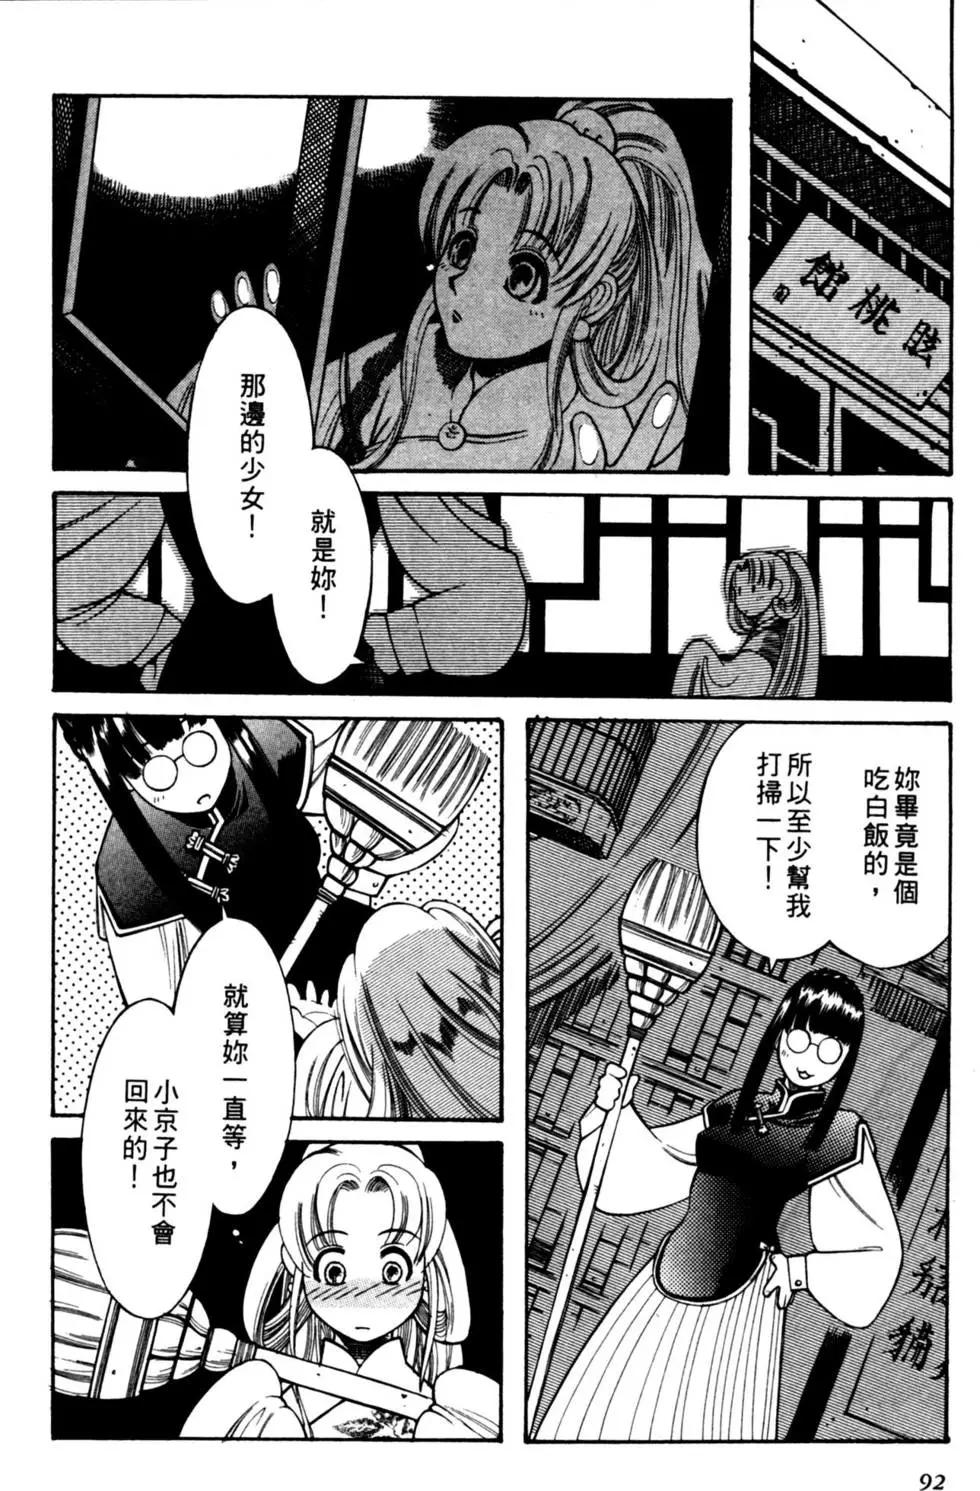 眩桃館
那邊的少女！
就是妳！
妳畢竟是個
吃白飯的，
所以至少幫我
打掃一下！
就算妳一直等，
小京子也不會
回來的！
92